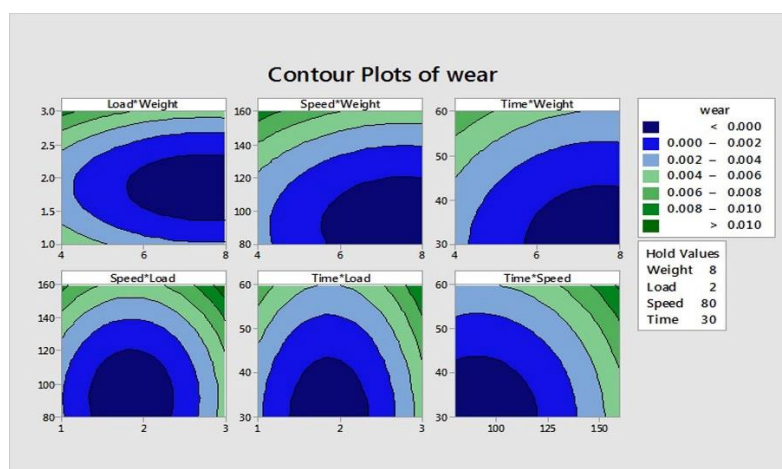 Contour Plots of wear
Load*Weight
3.0
2.5
2.0
1.5
1.0
4 6 8
Speed*Weight
160
140
120
100
80
4 6 8
Time*Weight
60
50
40
30
4 6 8
Speed*Load
160
140
120
100
80
1 2 3
Time*Load
60
50
40
30
1 2 3
Time*Speed
60
50
40
30
100 125 150
wear
< 0.000
0.000 – 0.002
0.002 – 0.004
0.004 – 0.006
0.006 – 0.008
0.008 – 0.010
> 0.010
Hold Values
Weight 8
Load 2
Speed 80
Time 30